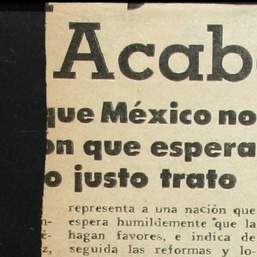 Acab
que México no
on que espera
o justo trato
representa a una nación que
n- espera humildemente que la
é- hagan favores, e indica de
z, seguida las reformas y lo-